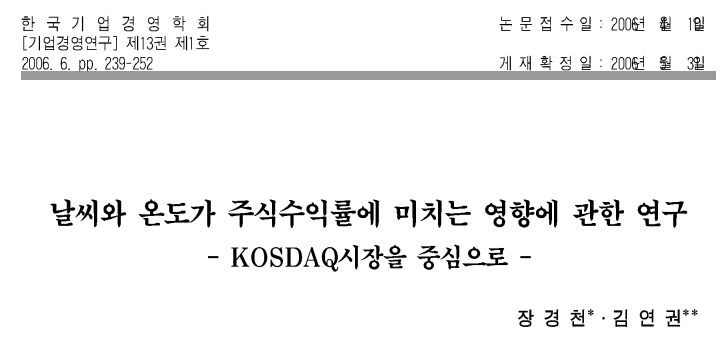 한 국 기 업 경 영 학 회
[기업경영연구] 제13권 제1호
2006. 6. pp. 239-252
논 문 접 수 일 : 2006년 월 일
게 재 확 정 일 : 2006년 월 일
날씨와 온도가 주식수익률에 미치는 영향에 관한 연구
- KOSDAQ시장을 중심으로 -
장 경 천* · 김 연 권**